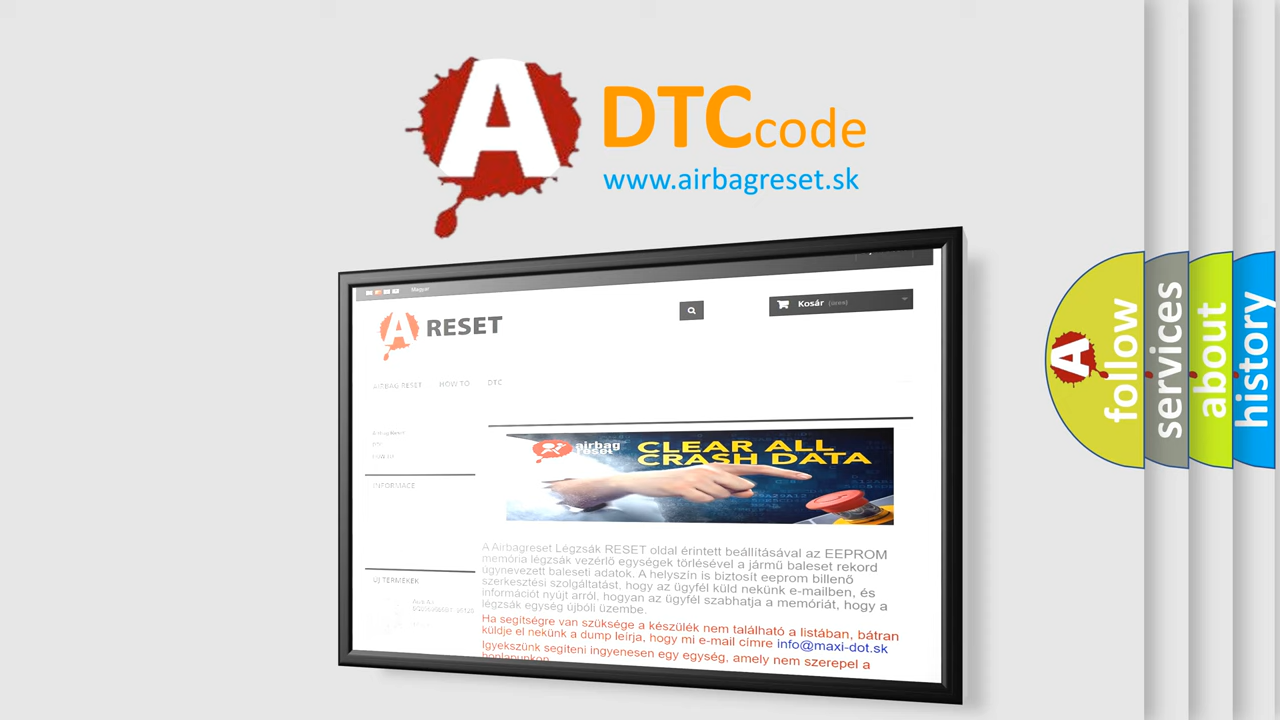 A
DTCcode
www.airbagreset.sk
Magyar
Kosár (üres)
A RESET
AIRBAG RESET HOW TO DTC
Airbag Reset
INFORMACE
airbag
reset
CLEAR ALL
CRASH DATA
A Airbagreset Légzsák RESET oldal érintett beállításával az EEPROM
memória légzsák vezérlő egységek törlésével a jármű baleset rekord
úgynevezett baleseti adatok. A helyszín is biztosít eeprom billenő
szerkesztési szolgáltatást, hogy az ügyfél küld nekünk e-mailben, és
információt nyújt arról, hogyan az ügyfél szabhatja a memóriát, hogy a
légzsák egység újbóli üzembe.
Ha segítségre van szüksége a készülék nem található a listában, bátran
küldje el nekünk a dump leírja, hogy mi e-mail címre info@maxi-dot.sk
Igyekszünk segíteni ingyenesen egy egység, amely nem szerepel a
honlapunkon
ÚJ TERMÉKEK
A
follow
services
about
history